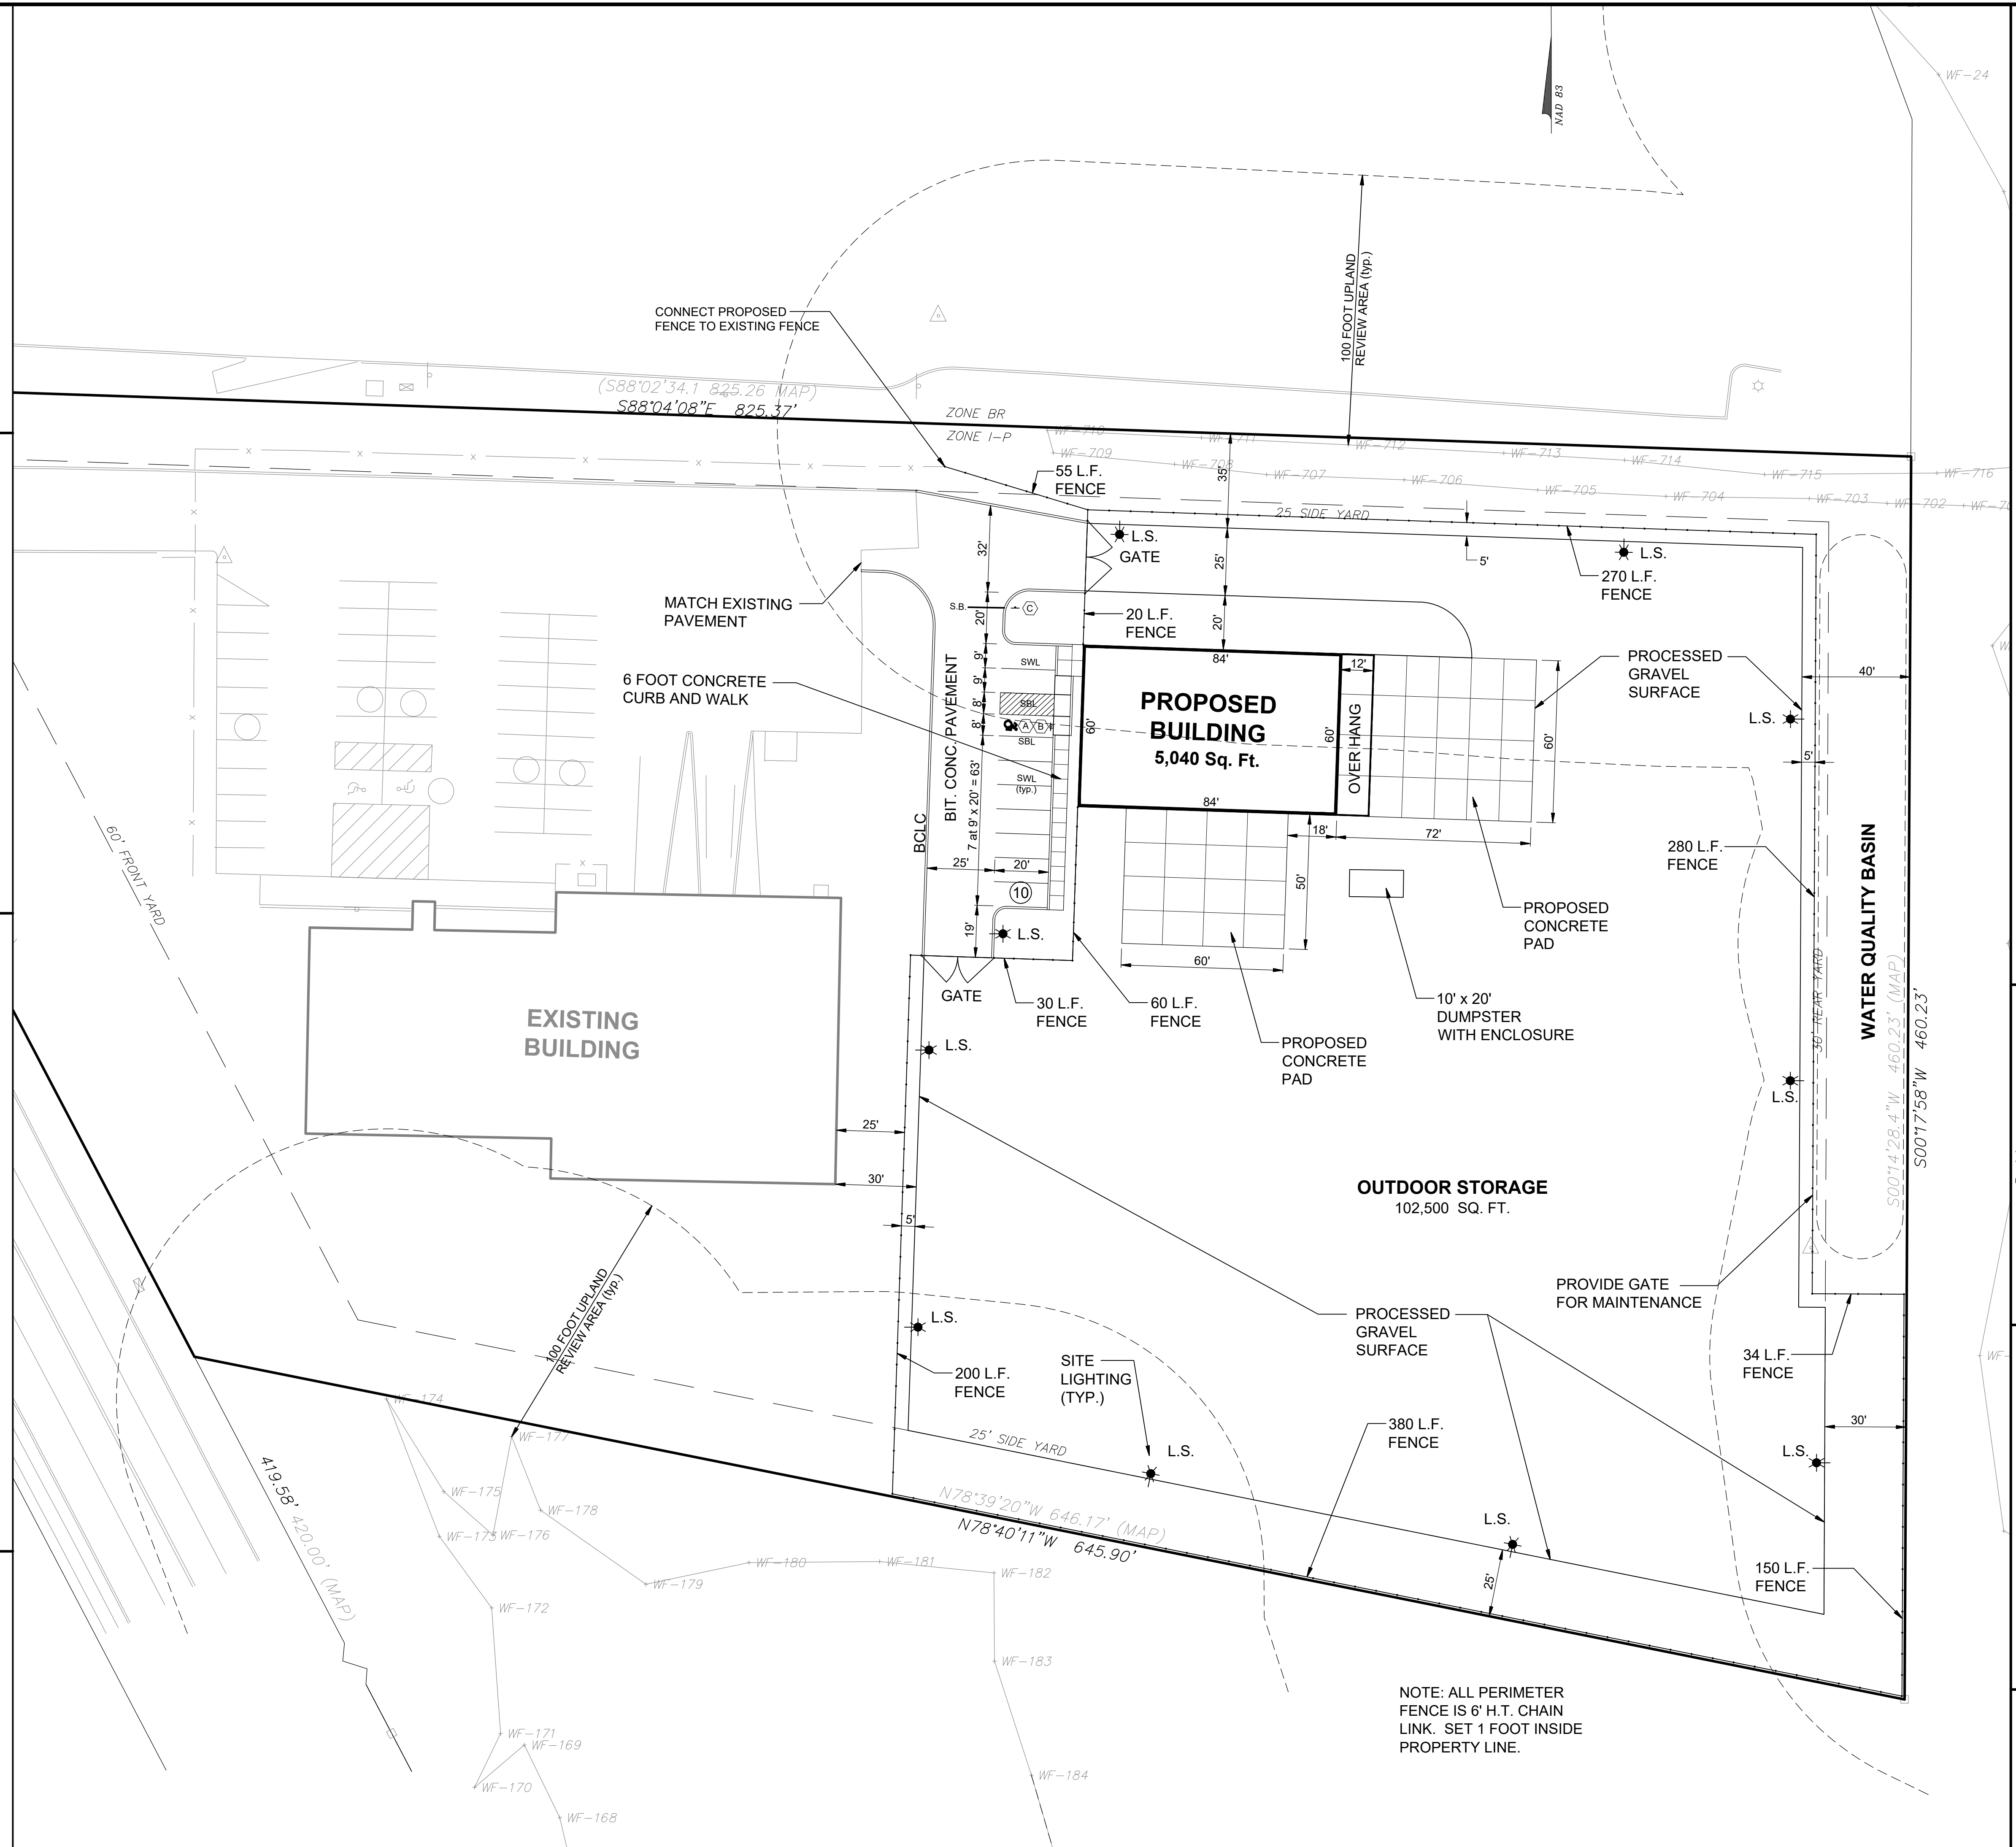 WF-24
NAD 83
100 FOOT UPLAND
REVIEW AREA (typ.)
CONNECT PROPOSED
FENCE TO EXISTING FENCE
(S88°02'34.1 825.26 MAP)
S88°04'08"E 825.37'
ZONE BR
ZONE I-P
WF-710
WF-711
WF-712
WF-713
WF-714
WF-715
WF-716
WF-709
WF-708
WF-707
WF-706
WF-705
WF-704
WF-703
WF-702
55 L.F.
FENCE
35'
25 SIDE YARD
L.S.
GATE
32'
25'
5'
L.S.
270 L.F.
FENCE
MATCH EXISTING
PAVEMENT
S.B.
C
20'
20 L.F.
FENCE
20'
6 FOOT CONCRETE
CURB AND WALK
BIT. CONC. PAVEMENT
9'
9'
8'
8'
SWL
SBL
A
B
SBL
SWL
(typ.)
7 at 9' x 20' = 63'
84'
12'
PROPOSED
BUILDING
5,040 Sq. Ft.
60'
60'
OVER HANG
84'
60'
PROCESSED
GRAVEL
SURFACE
40'
L.S.
5'
18'
72'
BCLC
25'
20'
10
19'
L.S.
50'
60'
280 L.F.
FENCE
WATER QUALITY BASIN
PROPOSED
CONCRETE
PAD
60' FRONT YARD
GATE
30 L.F.
FENCE
60 L.F.
FENCE
10' x 20'
DUMPSTER
WITH ENCLOSURE
PROPOSED
CONCRETE
PAD
30' REAR YARD
S00°14'28.4"W 460.23' (MAP)
S00°17'58"W 460.23'
EXISTING
BUILDING
L.S.
L.S.
25'
30'
5'
OUTDOOR STORAGE
102,500 SQ. FT.
100 FOOT UPLAND
REVIEW AREA (typ.)
PROVIDE GATE
FOR MAINTENANCE
L.S.
PROCESSED
GRAVEL
SURFACE
SITE
LIGHTING
(TYP.)
200 L.F.
FENCE
34 L.F.
FENCE
380 L.F.
FENCE
30'
25' SIDE YARD
L.S.
L.S.
L.S.
25'
WF-174
WF-177
WF-175
WF-178
WF-173
WF-176
419.58' 420.00' (MAP)
N78°39'20"W 646.17' (MAP)
N78°40'11"W 645.90'
WF-180
WF-181
WF-182
WF-179
WF-172
150 L.F.
FENCE
WF-183
NOTE: ALL PERIMETER
FENCE IS 6' H.T. CHAIN
LINK. SET 1 FOOT INSIDE
PROPERTY LINE.
WF-171
WF-169
WF-170
WF-184
WF-168